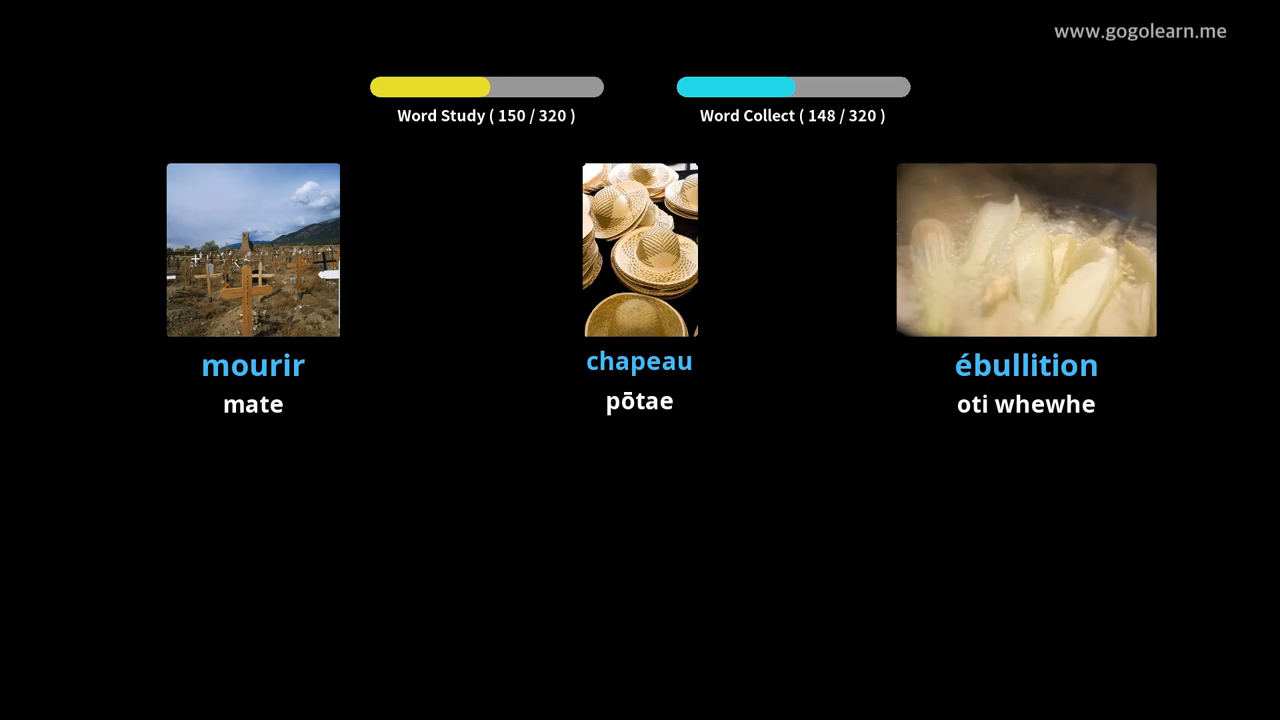 www.gogolearn.me
Word Study ( 150 / 320 )
Word Collect ( 148 / 320 )
mourir
mate
chapeau
pōtae
ébullition
oti whewhe